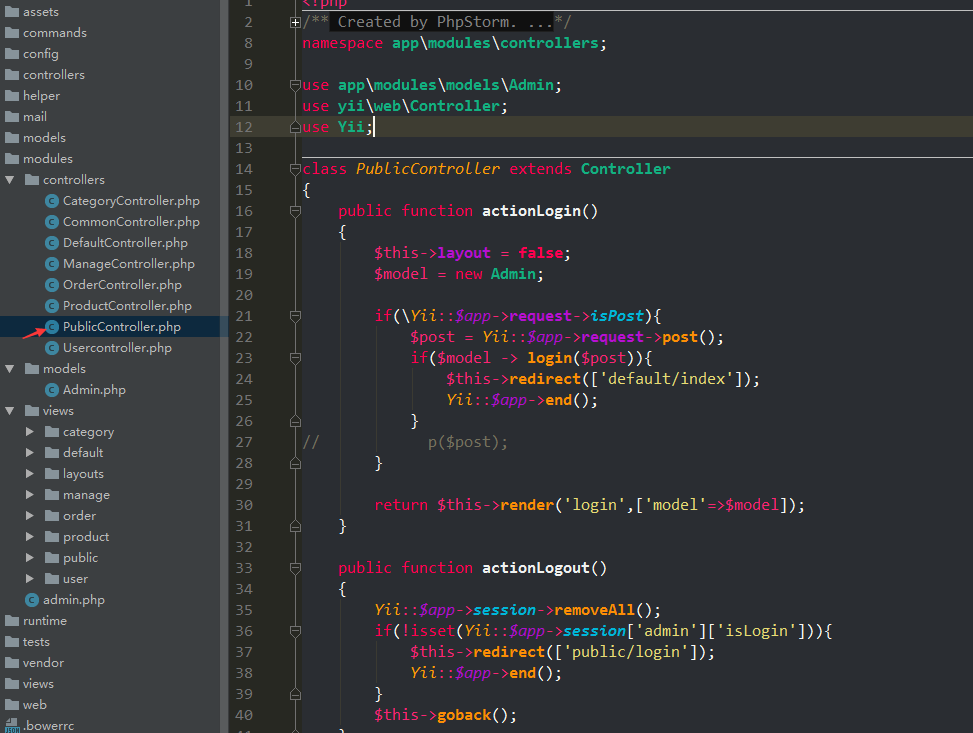 assets
commands
config
controllers
helper
mail
models
modules
controllers
CategoryController.php
CommonController.php
DefaultController.php
ManageController.php
OrderController.php
ProductController.php
PublicController.php
Usercontroller.php
models
Admin.php
views
category
default
layouts
manage
order
product
public
user
admin.php
runtime
tests
vendor
views
web
.bowerrc
1 <?php
2 /** Created by PhpStorm. ...*/
8 namespace app\modules\controllers;
9
10 use app\modules\models\Admin;
11 use yii\web\Controller;
12 use Yii;
13
14 class PublicController extends Controller
15 {
16     public function actionLogin()
17     {
18         $this->layout = false;
19         $model = new Admin;
20
21         if(\Yii::$app->request->isPost){
22             $post = Yii::$app->request->post();
23             if($model -> login($post)){
24                 $this->redirect(['default/index']);
25                 Yii::$app->end();
26             }
27 //            p($post);
28         }
29
30         return $this->render('login',['model'=>$model]);
31     }
32
33     public function actionLogout()
34     {
35         Yii::$app->session->removeAll();
36         if(!isset(Yii::$app->session['admin']['isLogin'])){
37             $this->redirect(['public/login']);
38             Yii::$app->end();
39         }
40         $this->goback();